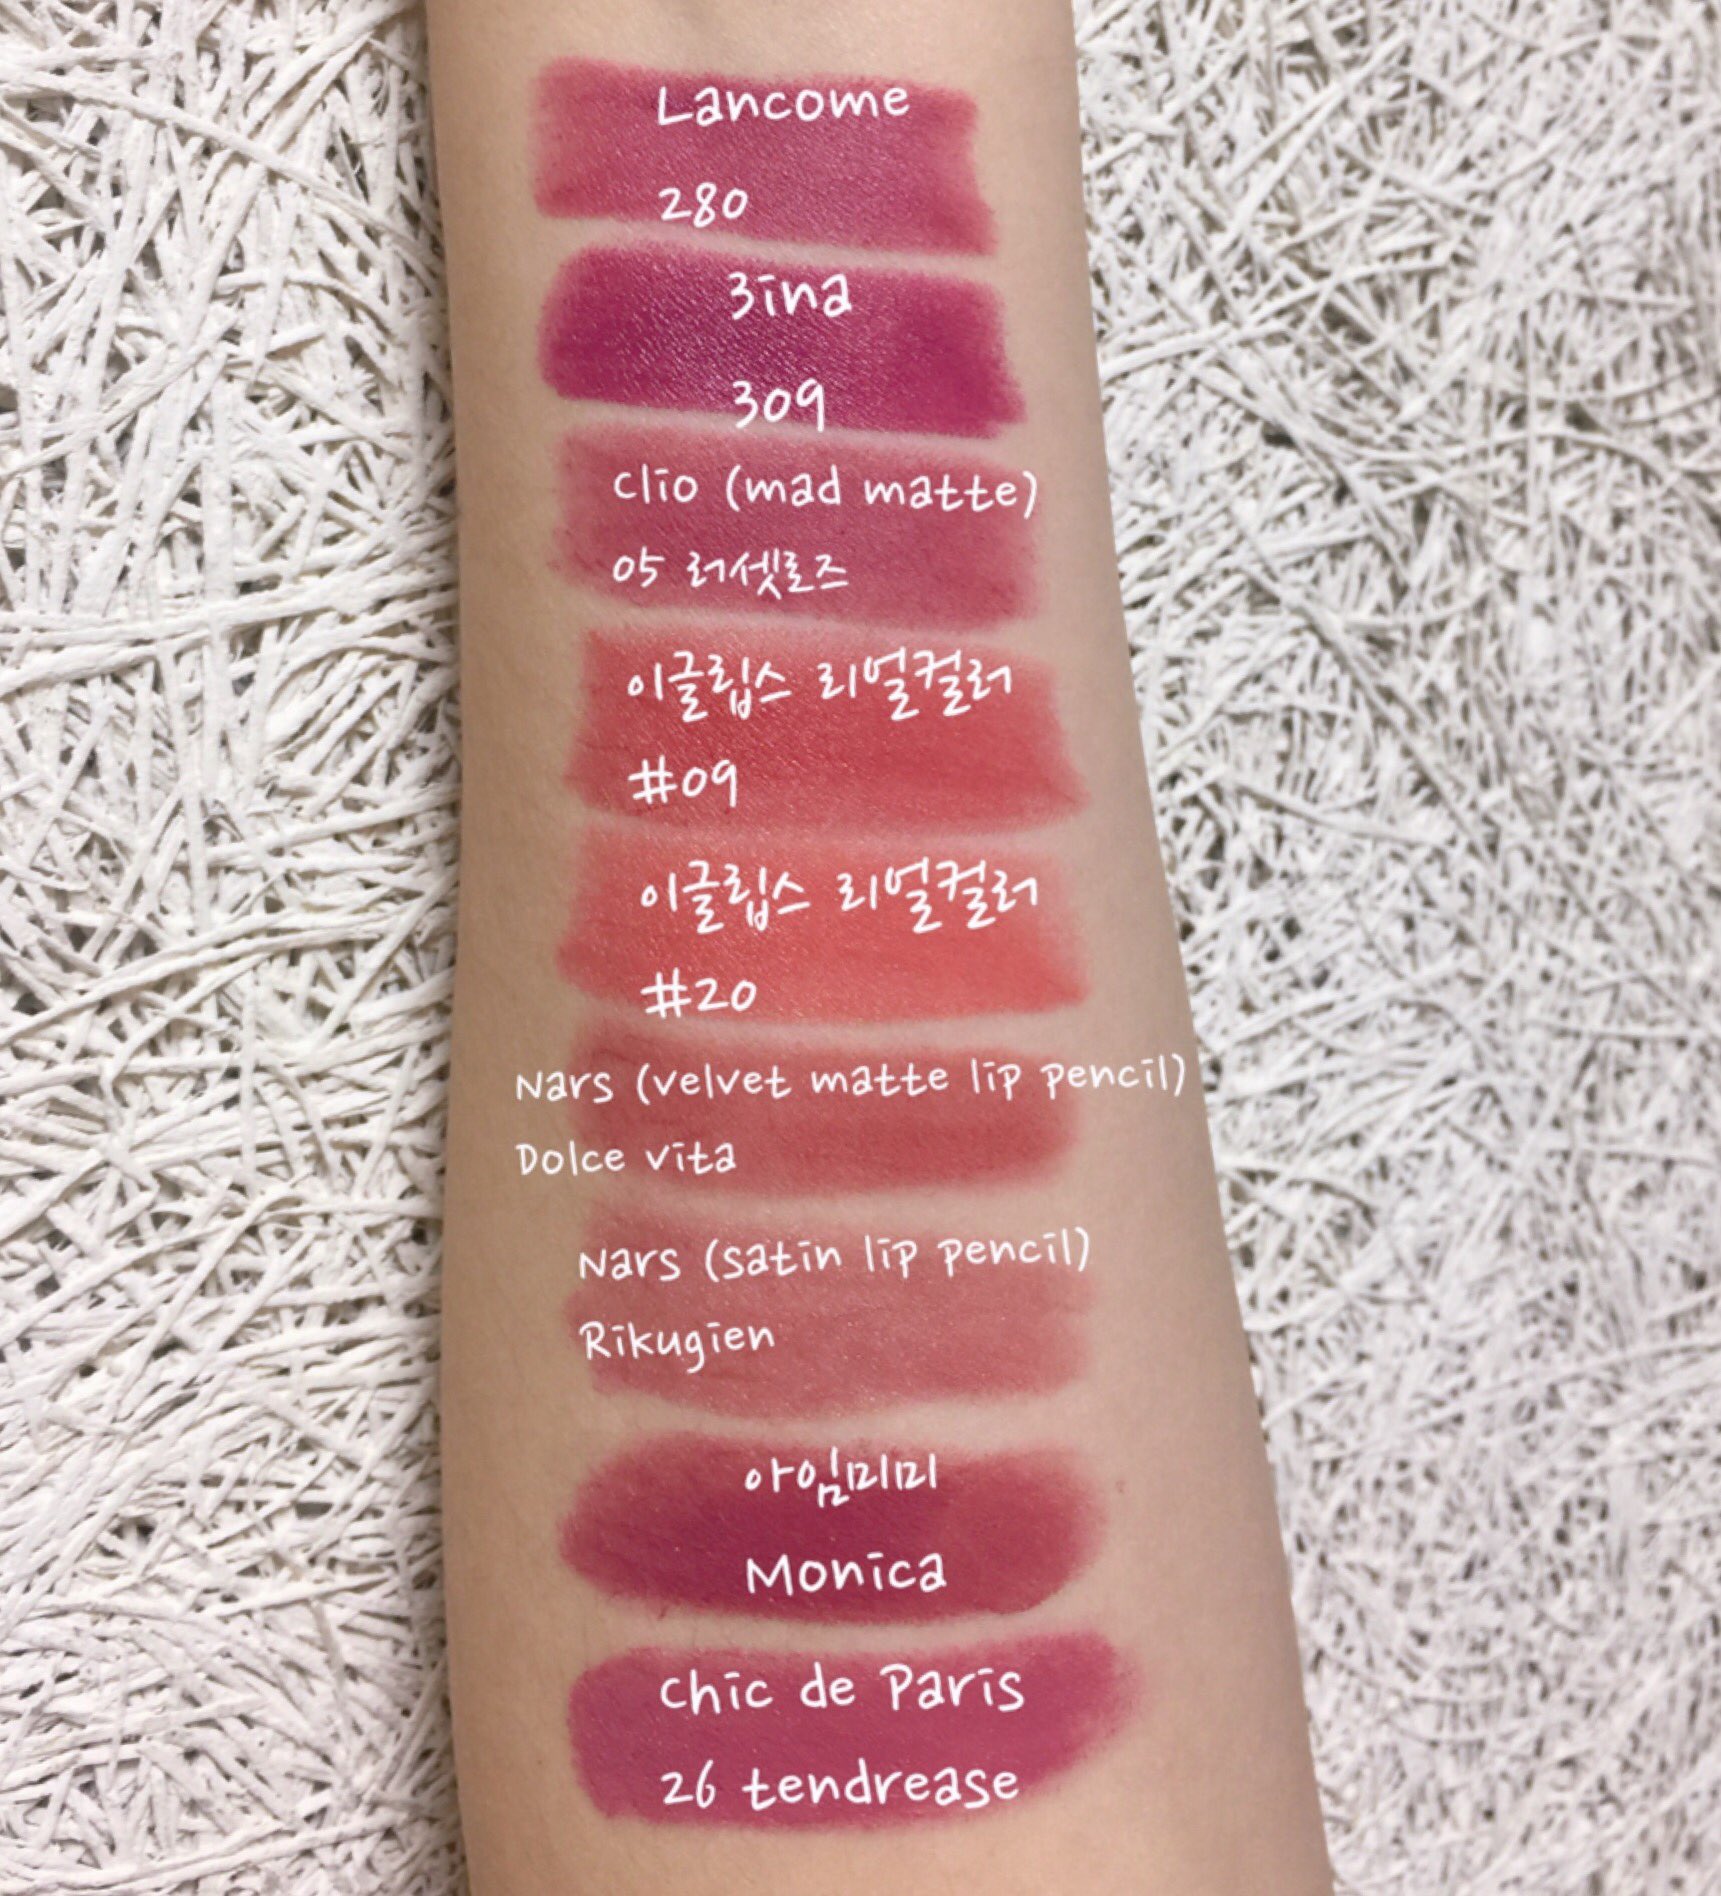 Lancome
280
3ina
309
Clio (mad matte)
05 러셋로즈
이글립스 리얼컬러
#09
이글립스 리얼컬러
#20
Nars (velvet matte lip pencil)
Dolce vita
Nars (satin lip pencil)
Rikugien
아임미미
Monica
Chic de Paris
26 tendrease